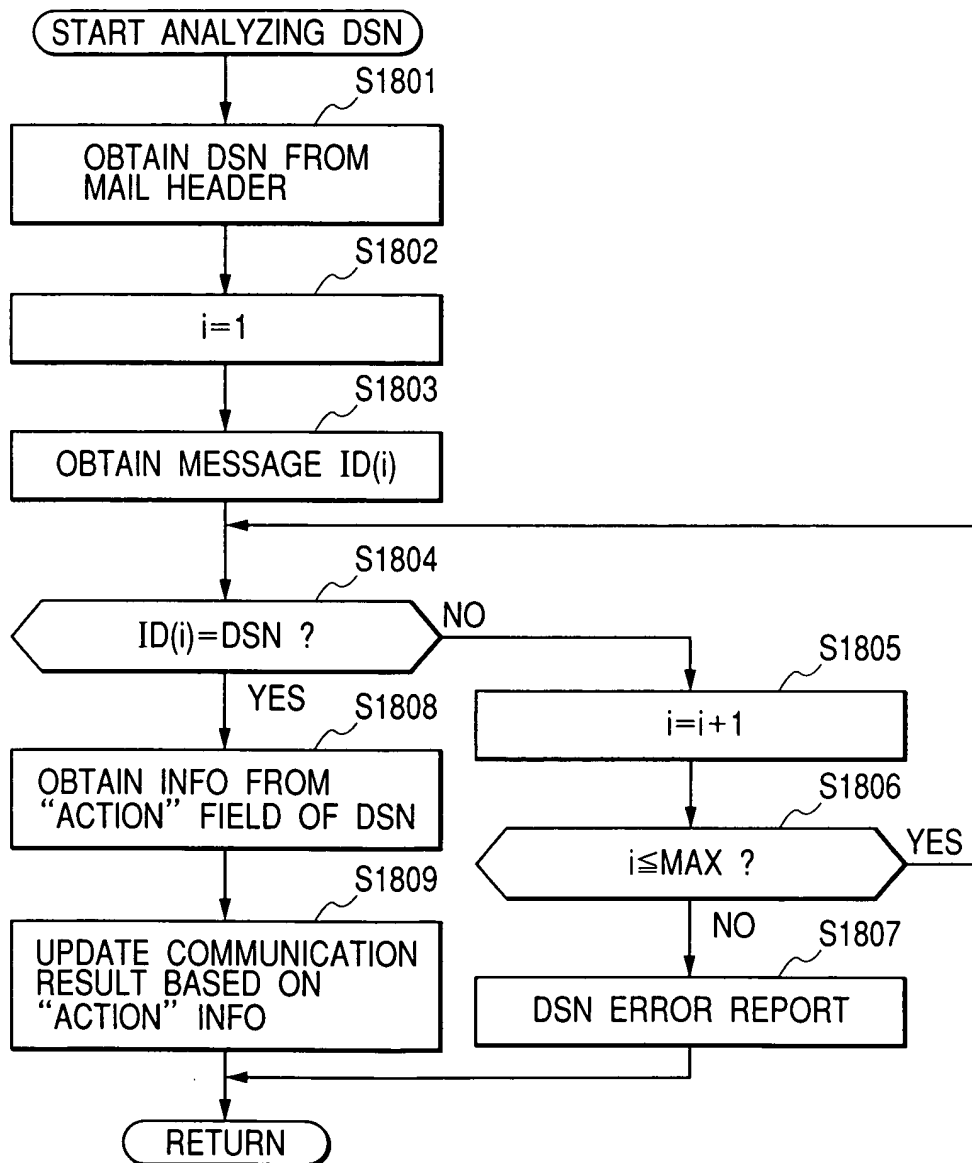 START ANALYZING DSN
S1801
OBTAIN DSN FROM
MAIL HEADER
S1802
i=1
S1803
OBTAIN MESSAGE ID(i)
S1804
ID(i)=DSN ?
NO
YES
S1805
i=i+1
S1806
i≦MAX ?
YES
NO
S1807
DSN ERROR REPORT
S1808
OBTAIN INFO FROM
“ACTION” FIELD OF DSN
S1809
UPDATE COMMUNICATION
RESULT BASED ON
“ACTION” INFO
RETURN